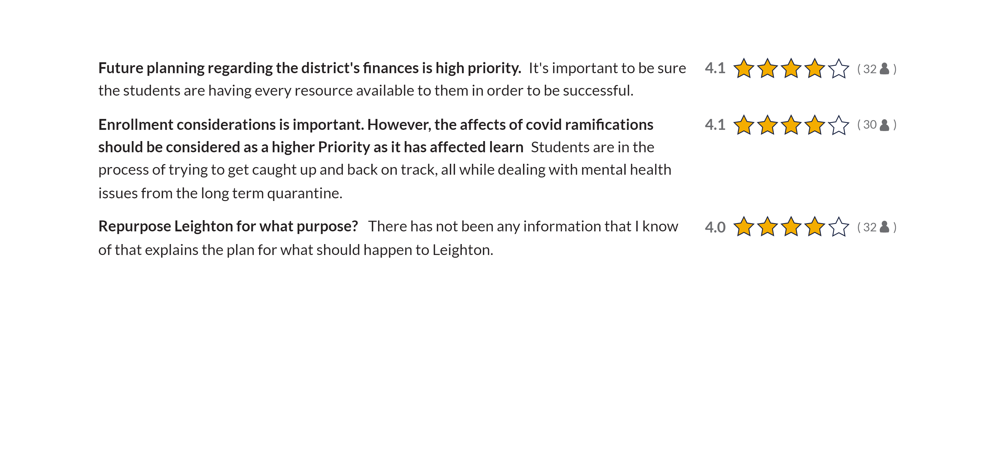 Future planning regarding the district's finances is high priority. It's important to be sure 4.1 ( 32 )
the students are having every resource available to them in order to be successful.
Enrollment considerations is important. However, the affects of covid ramifications 4.1 ( 30 )
should be considered as a higher Priority as it has affected learn Students are in the
process of trying to get caught up and back on track, all while dealing with mental health
issues from the long term quarantine.
Repurpose Leighton for what purpose? There has not been any information that I know 4.0 ( 32 )
of that explains the plan for what should happen to Leighton.